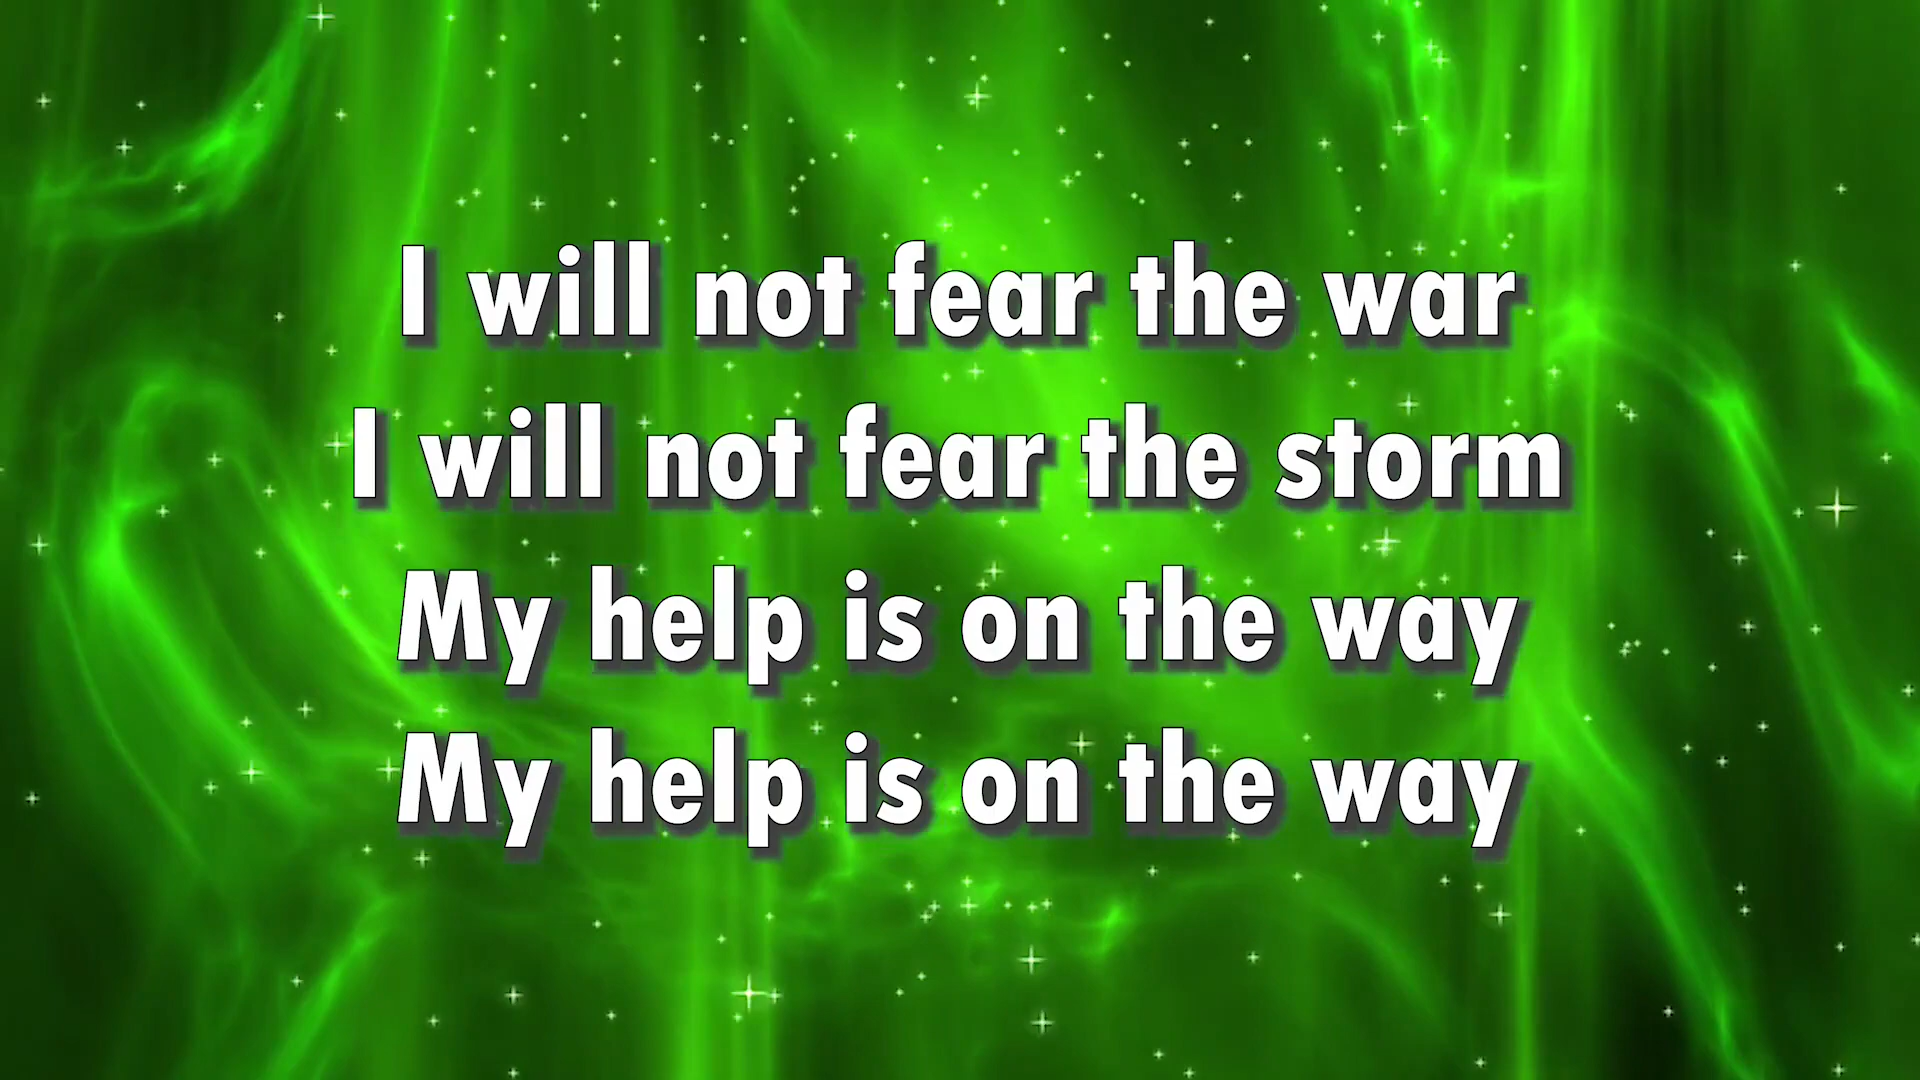 I will not fear the war
I will not fear the storm
My help is on the way
My help is on the way